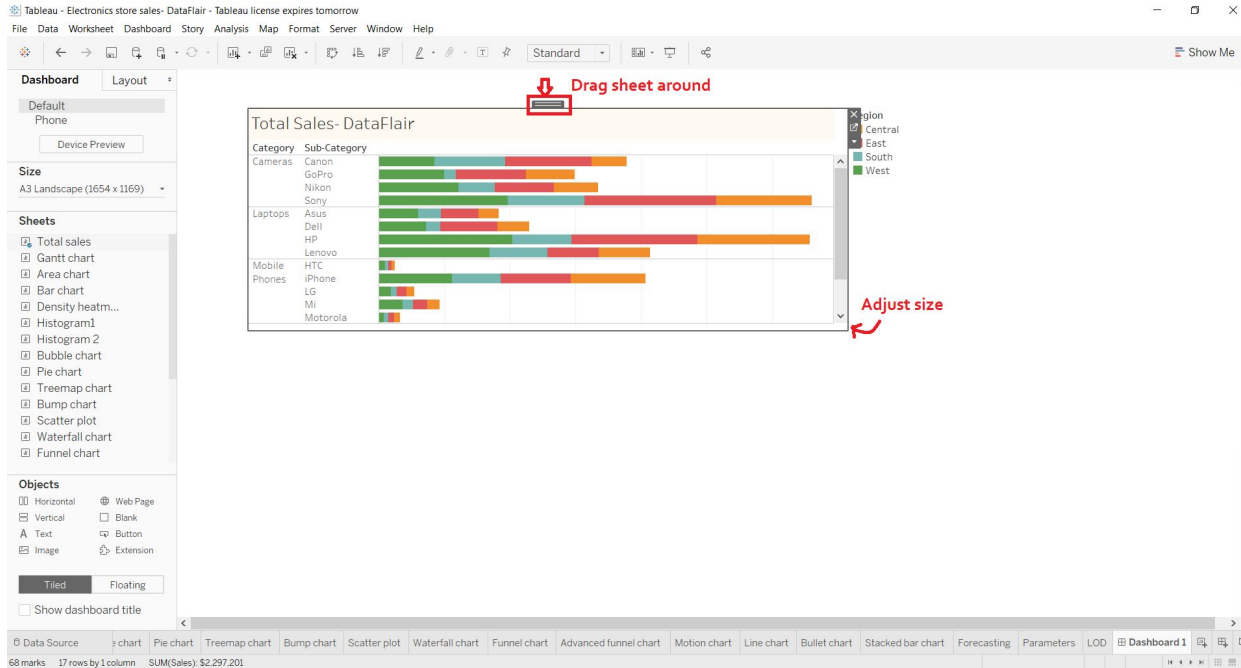 Tableau - Electronics store sales- DataFlair - Tableau license expires tomorrow
File Data Worksheet Dashboard Story Analysis Map Format Server Window Help
Standard
Show Me
Dashboard Layout
Default
Phone
Device Preview
Size
A3 Landscape (1654 x 1169)
Sheets
Total sales
Gantt chart
Area chart
Bar chart
Density heatm...
Histogram1
Histogram 2
Bubble chart
Pie chart
Treemap chart
Bump chart
Scatter plot
Waterfall chart
Funnel chart
Objects
Horizontal Web Page
Vertical Blank
A Text Button
Image Extension
Tiled Floating
Show dashboard title
Drag sheet around
Total Sales- DataFlair
Category Sub-Category
Cameras Canon
GoPro
Nikon
Sony
Laptops Asus
Dell
HP
Lenovo
Mobile HTC
Phones iPhone
LG
Mi
Motorola
egion
Central
East
South
West
Adjust size
Data Source e chart Pie chart Treemap chart Bump chart Scatter plot Waterfall chart Funnel chart Advanced funnel chart Motion chart Line chart Bullet chart Stacked bar chart Forecasting Parameters LOD Dashboard 1
68 marks 17 rows by 1 column SUM(Sales): $2,297,201